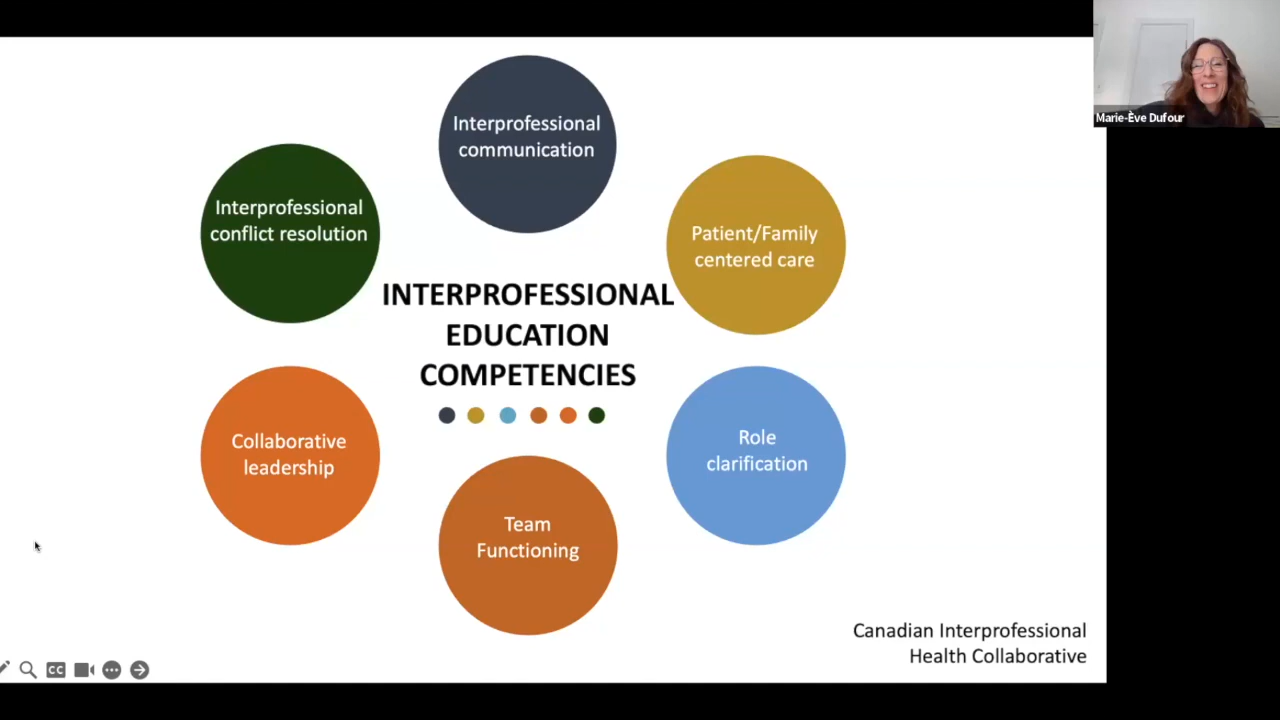 Interprofessional
communication
Interprofessional
conflict resolution
Patient/Family
centered care
INTERPROFESSIONAL
EDUCATION
COMPETENCIES
Collaborative
leadership
Role
clarification
Team
Functioning
Canadian Interprofessional
Health Collaborative
Marie-Ève Dufour
CC